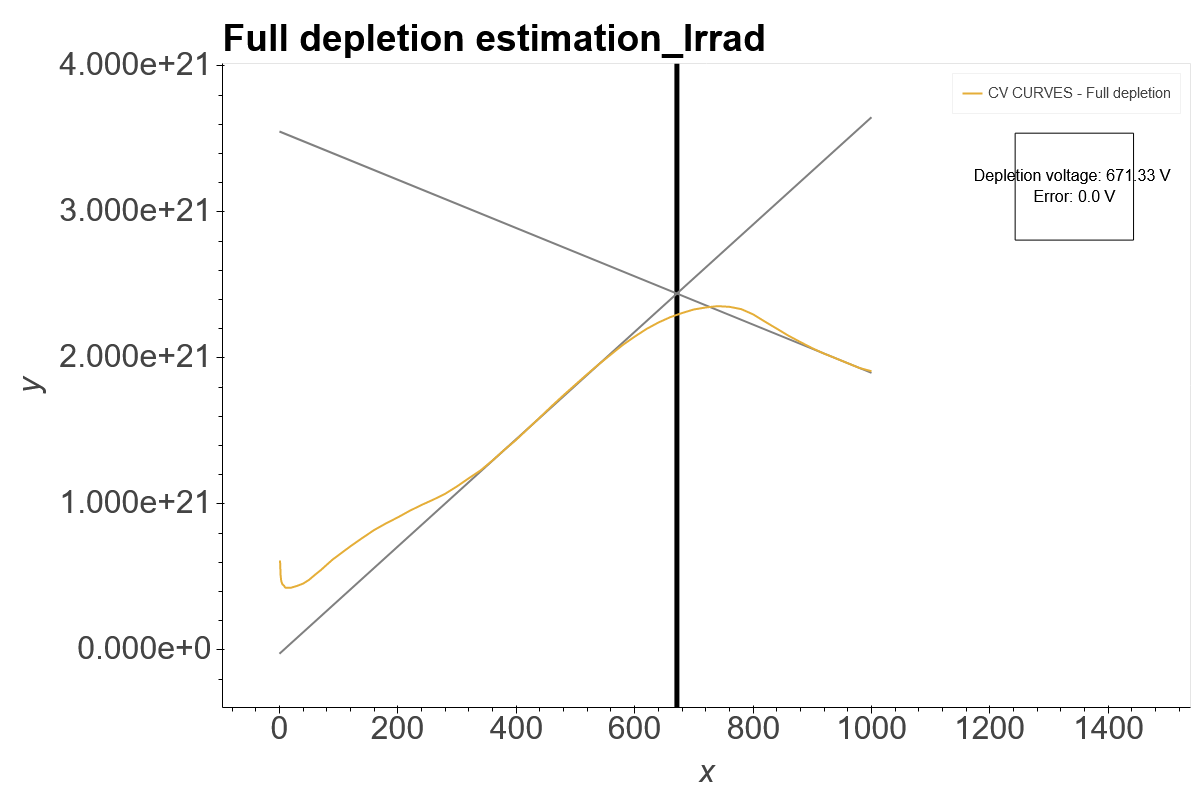 Full depletion estimation_Irrad
4.000e+21
3.000e+21
2.000e+21
1.000e+21
0.000e+0
y
CV CURVES - Full depletion
Depletion voltage: 671.33 V
Error: 0.0 V
0 200 400 600 800 1000 1200 1400
x